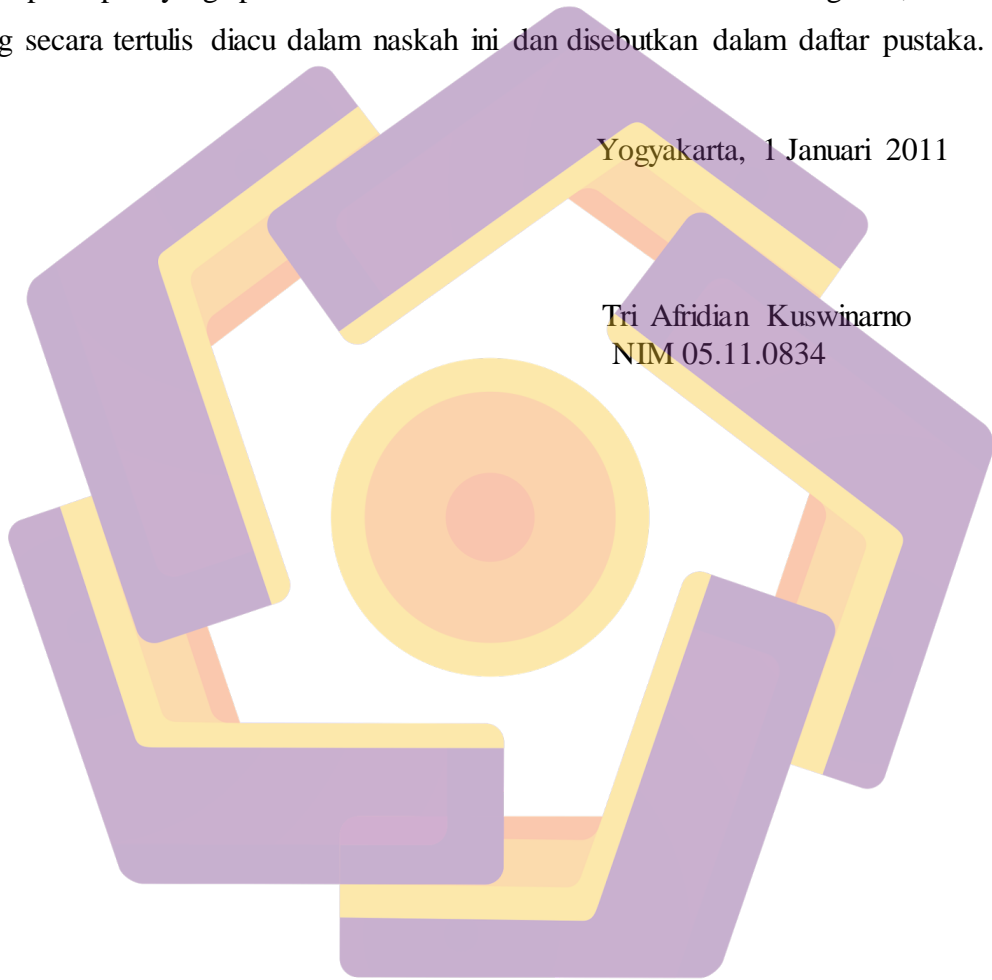 secara tertulis diacu dalam naskah ini dan disebutkan dalam daftar pustaka.
Yogyakarta, 1 Januari 2011
Tri Afridian Kuswinarno
NIM 05.11.0834